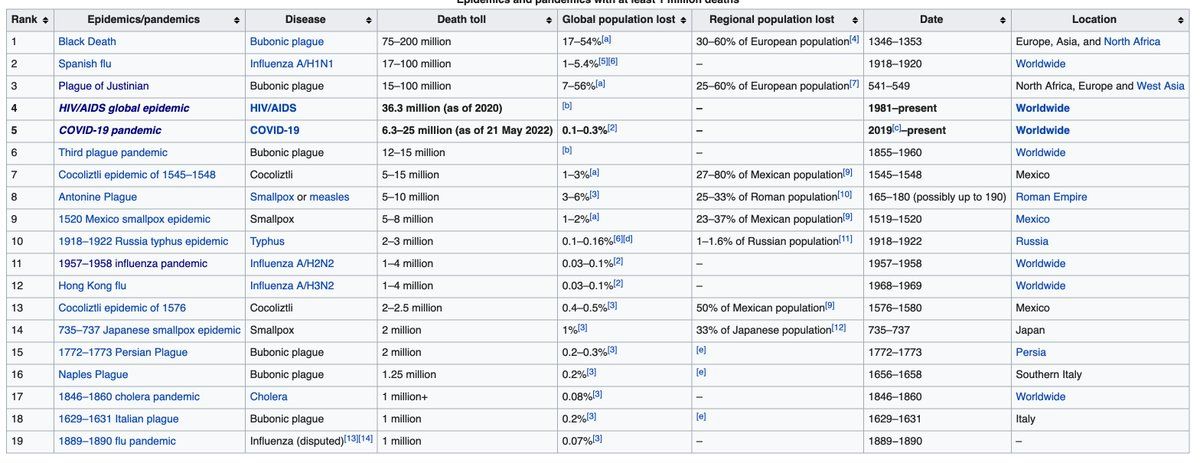 Epidemics and pandemics with at least 1 million deaths
Rank Epidemics/pandemics Disease Death toll Global population lost Regional population lost Date Location
1 Black Death Bubonic plague 75–200 million 17–54%[a] 30–60% of European population[4] 1346–1353 Europe, Asia, and North Africa
2 Spanish flu Influenza A/H1N1 17–100 million 1–5.4%[5][6] – 1918–1920 Worldwide
3 Plague of Justinian Bubonic plague 15–100 million 7–56%[a] 25–60% of European population[7] 541–549 North Africa, Europe and West Asia
4 HIV/AIDS global epidemic HIV/AIDS 36.3 million (as of 2020) [b] – 1981–present Worldwide
5 COVID-19 pandemic COVID-19 6.3–25 million (as of 21 May 2022) 0.1–0.3%[2] – 2019[c]–present Worldwide
6 Third plague pandemic Bubonic plague 12–15 million [b] – 1855–1960 Worldwide
7 Cocoliztli epidemic of 1545–1548 Cocoliztli 5–15 million 1–3%[a] 27–80% of Mexican population[9] 1545–1548 Mexico
8 Antonine Plague Smallpox or measles 5–10 million 3–6%[3] 25–33% of Roman population[10] 165–180 (possibly up to 190) Roman Empire
9 1520 Mexico smallpox epidemic Smallpox 5–8 million 1–2%[a] 23–37% of Mexican population[9] 1519–1520 Mexico
10 1918–1922 Russia typhus epidemic Typhus 2–3 million 0.1–0.16%[6][d] 1–1.6% of Russian population[11] 1918–1922 Russia
11 1957–1958 influenza pandemic Influenza A/H2N2 1–4 million 0.03–0.1%[2] – 1957–1958 Worldwide
12 Hong Kong flu Influenza A/H3N2 1–4 million 0.03–0.1%[2] – 1968–1969 Worldwide
13 Cocoliztli epidemic of 1576 Cocoliztli 2–2.5 million 0.4–0.5%[3] 50% of Mexican population[9] 1576–1580 Mexico
14 735–737 Japanese smallpox epidemic Smallpox 2 million 1%[3] 33% of Japanese population[12] 735–737 Japan
15 1772–1773 Persian Plague Bubonic plague 2 million 0.2–0.3%[3] [e] 1772–1773 Persia
16 Naples Plague Bubonic plague 1.25 million 0.2%[3] [e] 1656–1658 Southern Italy
17 1846–1860 cholera pandemic Cholera 1 million+ 0.08%[3] – 1846–1860 Worldwide
18 1629–1631 Italian plague Bubonic plague 1 million 0.2%[3] [e] 1629–1631 Italy
19 1889–1890 flu pandemic Influenza (disputed)[13][14] 1 million 0.07%[3] – 1889–1890 –